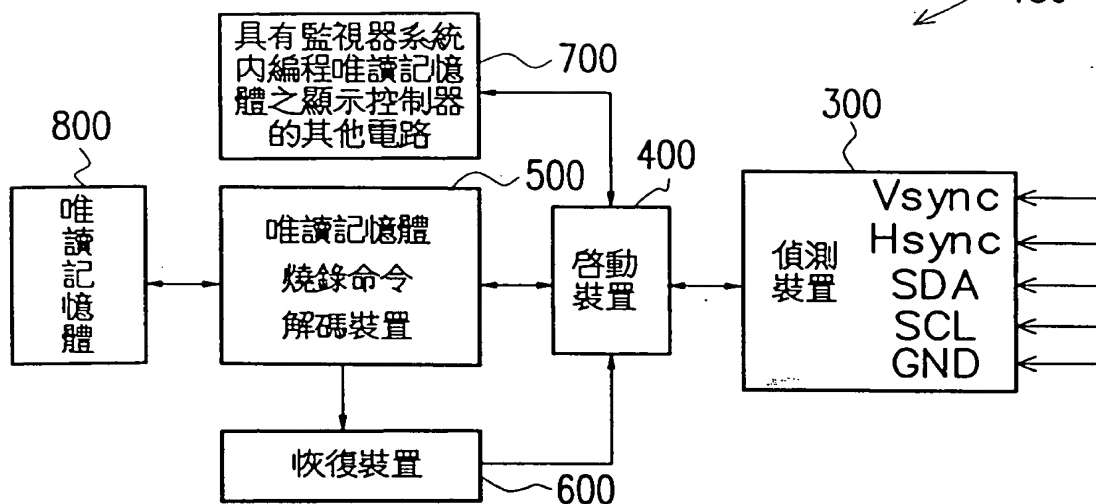 具有監視器系統
內編程唯讀記憶
體之顯示控制器
的其他電路
700
800
唯讀記憶體
500
唯讀記憶體
燒錄命令
解碼裝置
400
啓動
裝置
300
偵測
裝置
Vsync
Hsync
SDA
SCL
GND
恢復裝置
600